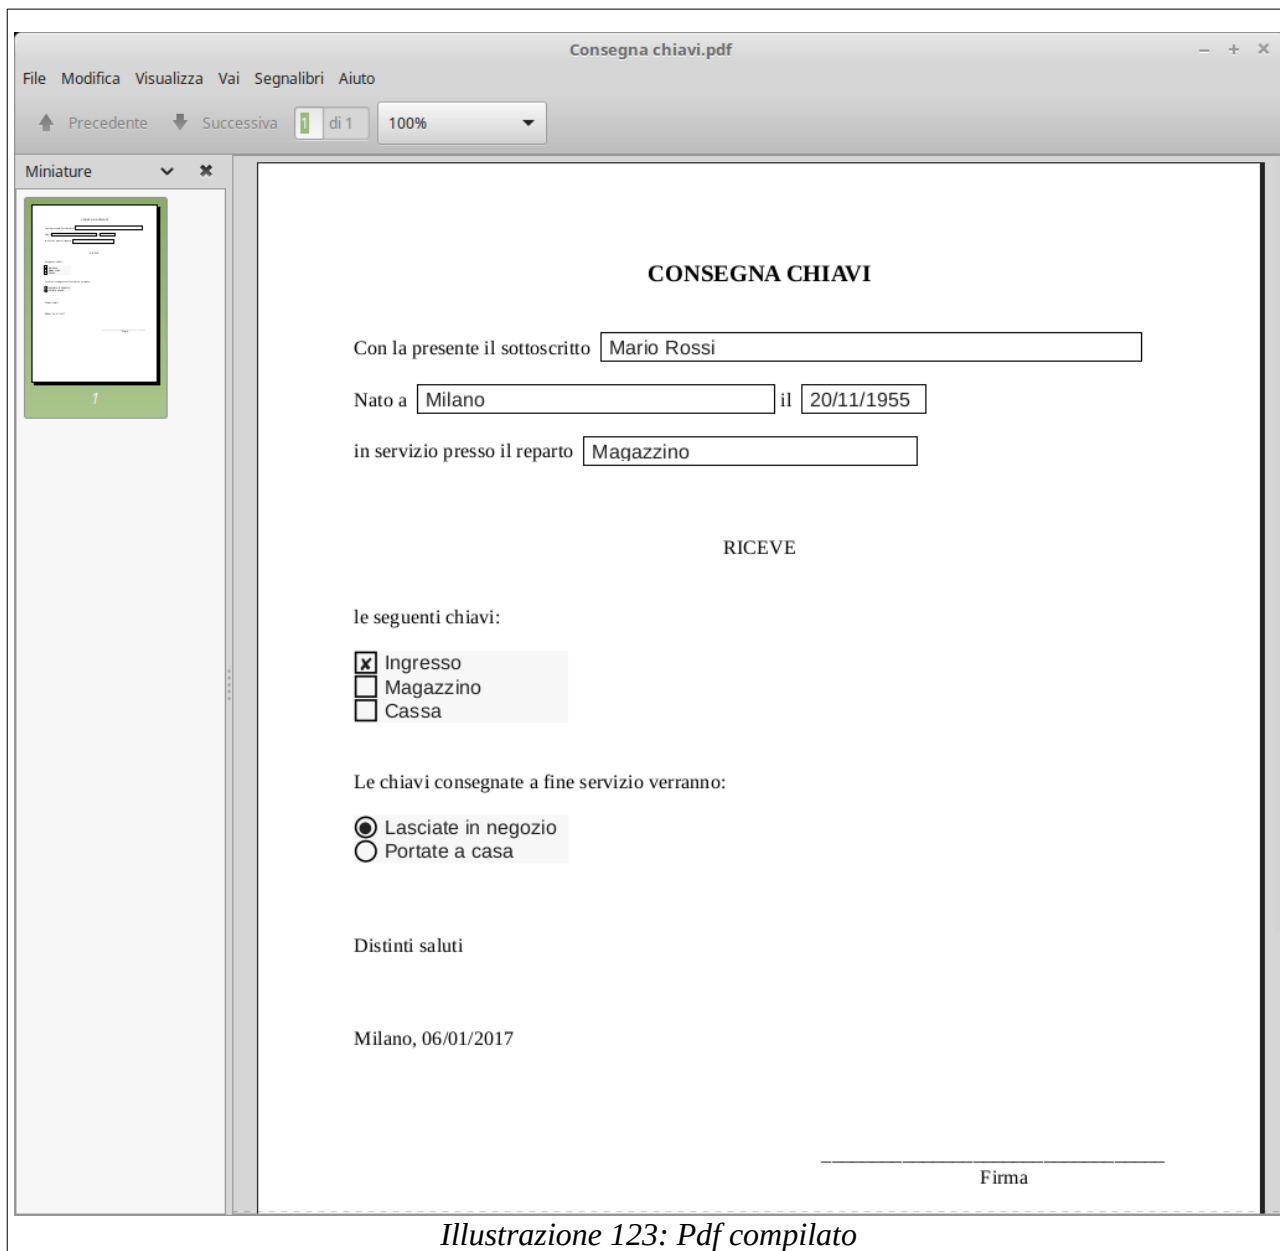 Consegna chiavi.pdf
File Modifica Visualizza Vai Segnalibri Aiuto
Precedente Successiva 1 di 1 100%
Miniature
1
CONSEGNA CHIAVI
Con la presente il sottoscritto Mario Rossi
Nato a Milano il 20/11/1955
in servizio presso il reparto Magazzino
RICEVE
le seguenti chiavi:
Ingresso
Magazzino
Cassa
Le chiavi consegnate a fine servizio verranno:
Lasciate in negozio
Portate a casa
Distinti saluti
Milano, 06/01/2017
Firma
Illustrazione 123: Pdf compilato